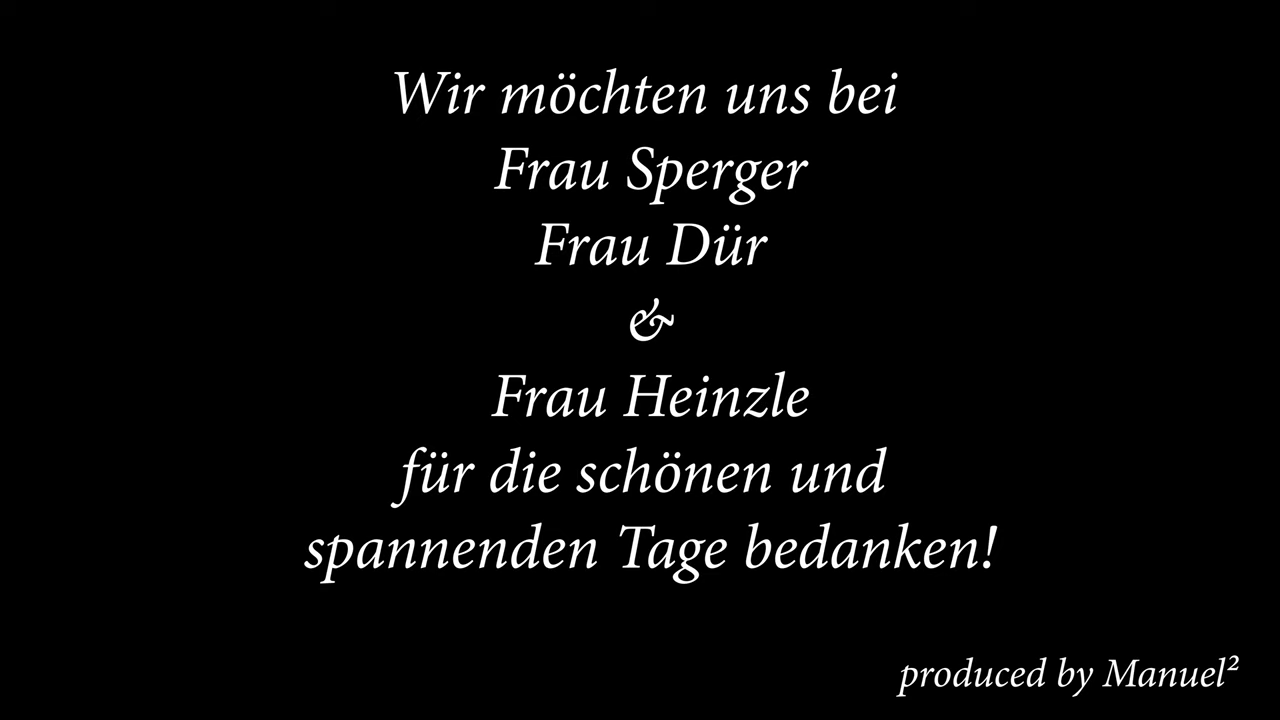 Wir möchten uns bei
Frau Sperger
Frau Dür
&
Frau Heinzle
für die schönen und
spannenden Tage bedanken!
produced by Manuel²